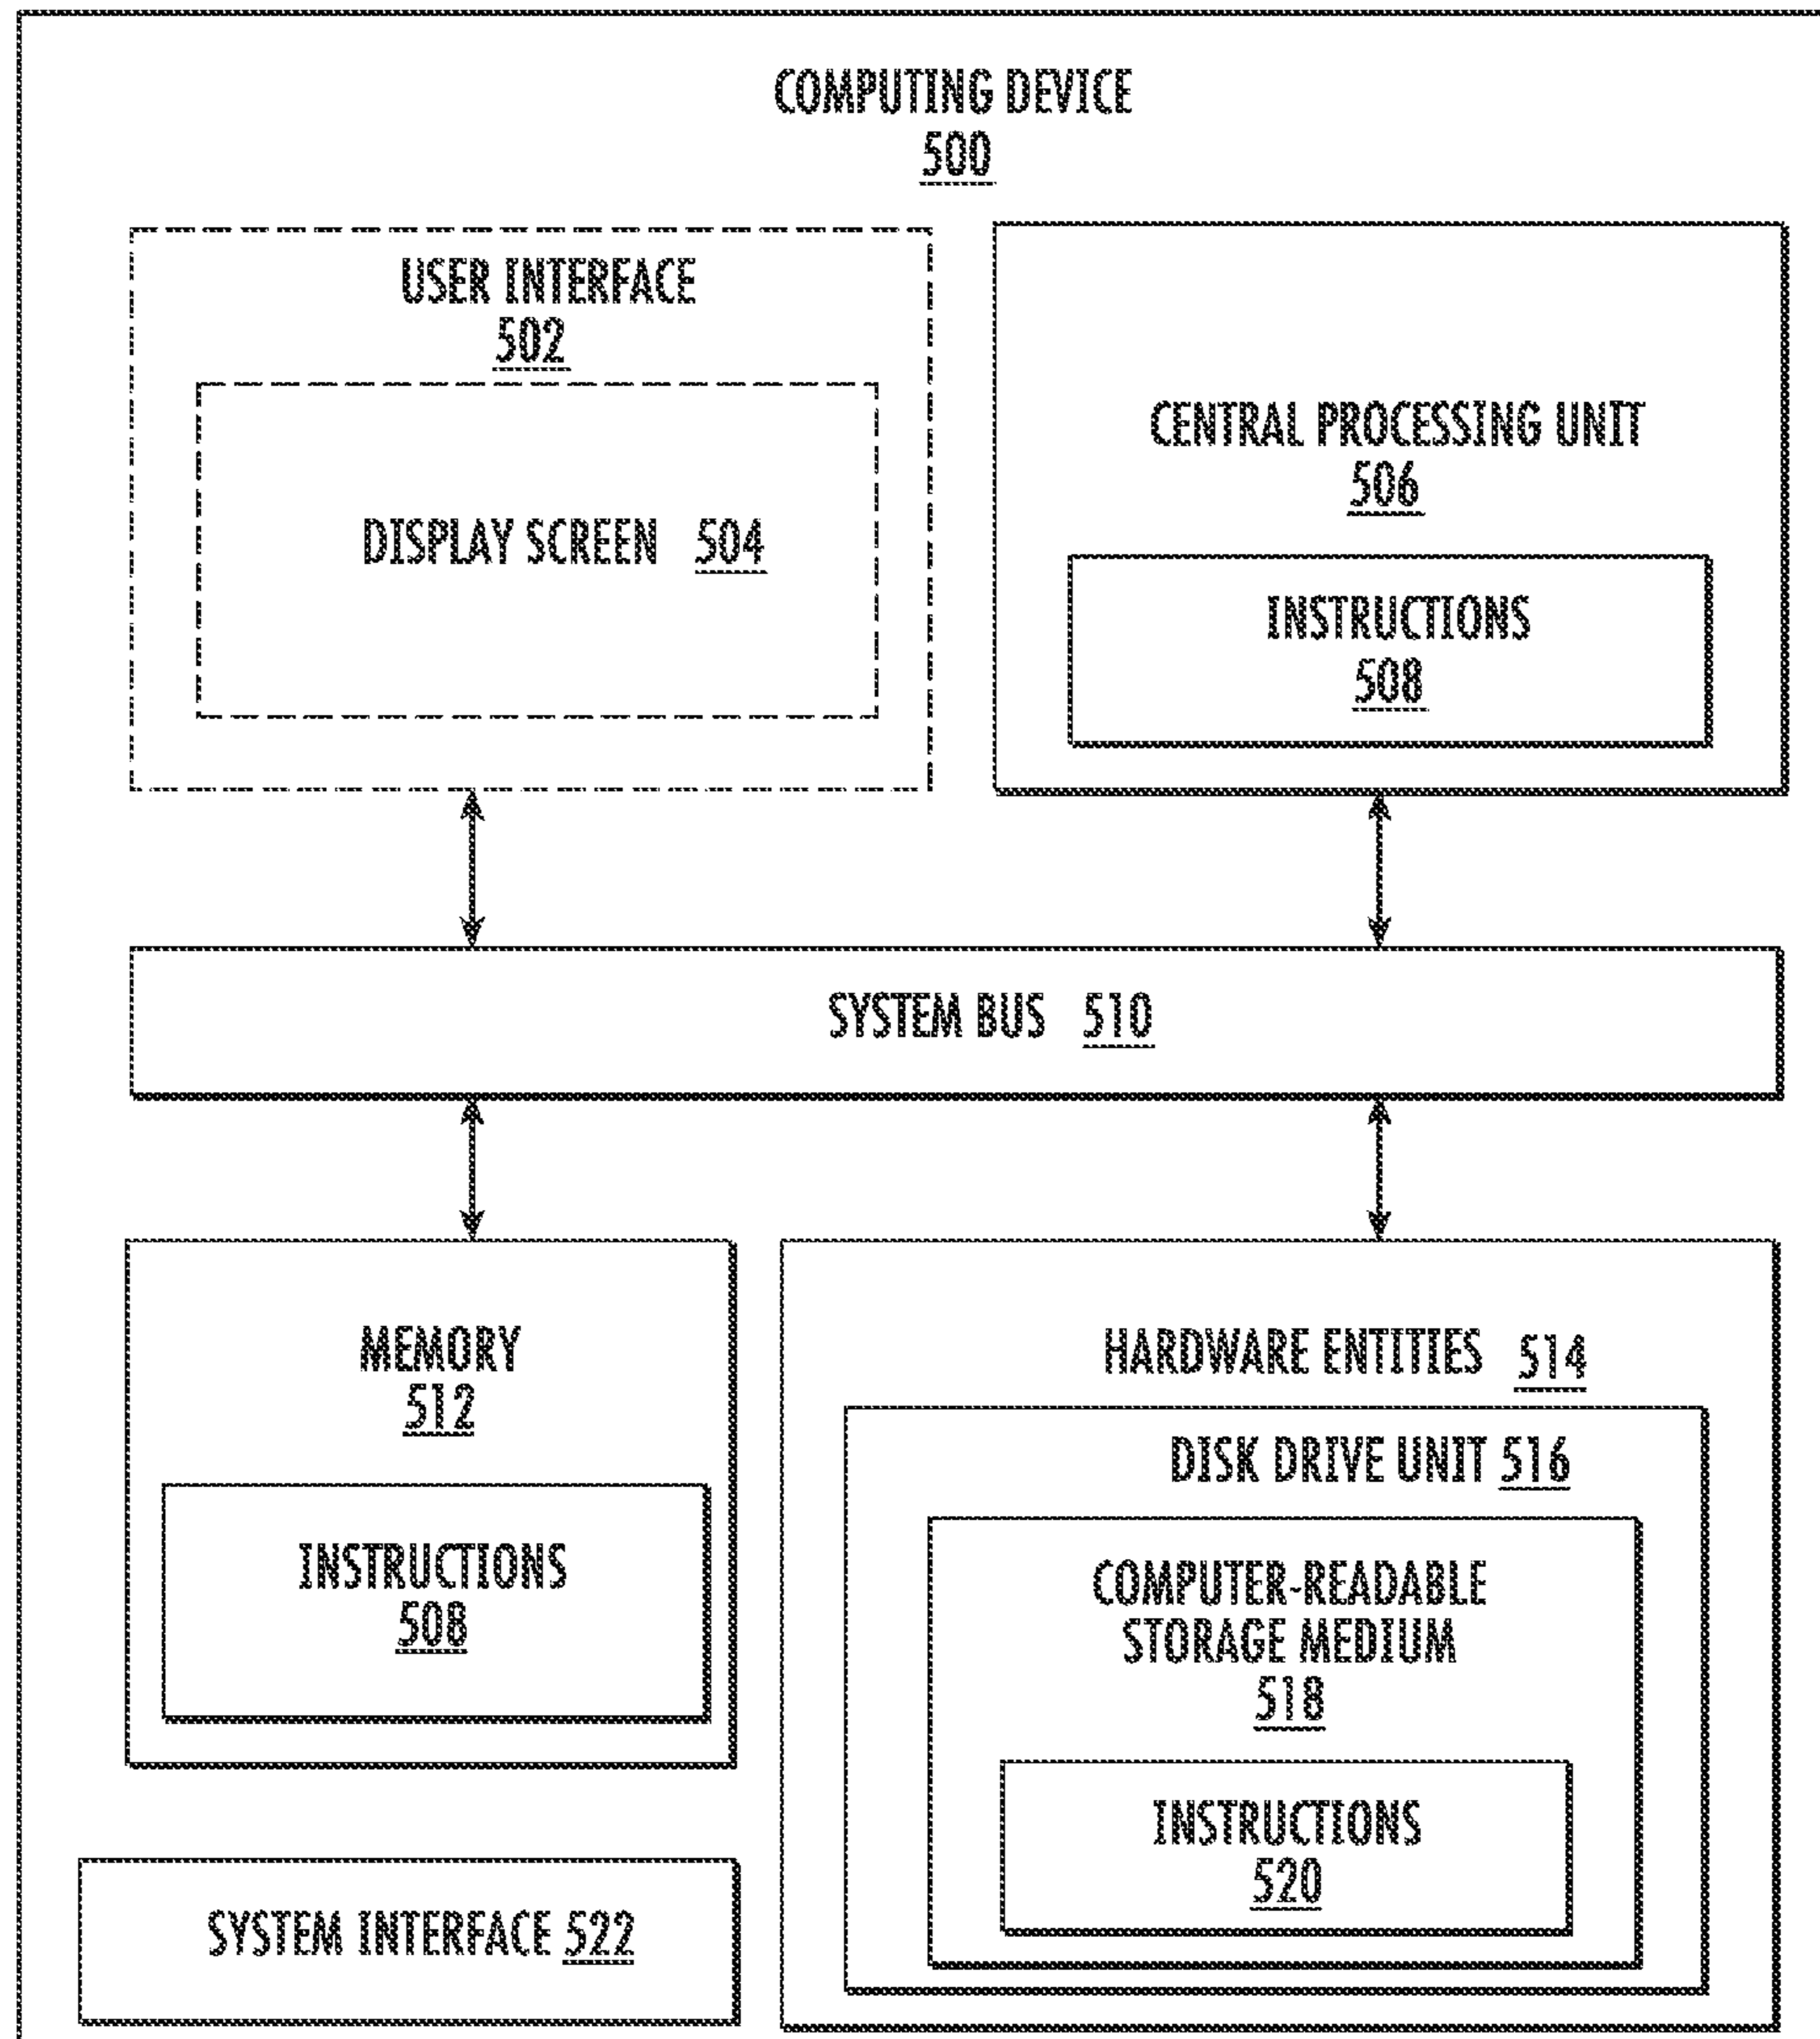 COMPUTING DEVICE
500
USER INTERFACE
502
DISPLAY SCREEN 504
CENTRAL PROCESSING UNIT
506
INSTRUCTIONS
508
SYSTEM BUS 510
MEMORY
512
INSTRUCTIONS
508
HARDWARE ENTITIES 514
DISK DRIVE UNIT 516
COMPUTER-READABLE
STORAGE MEDIUM
518
INSTRUCTIONS
520
SYSTEM INTERFACE 522